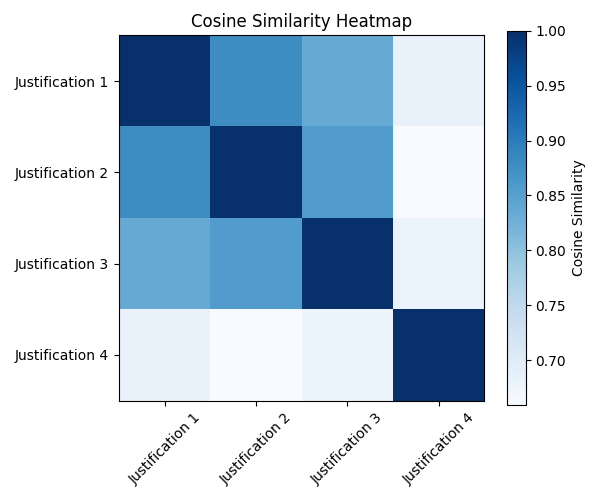 Cosine Similarity Heatmap
Justification 1
Justification 2
Justification 3
Justification 4
Justification 1
Justification 2
Justification 3
Justification 4
1.00
0.95
0.90
0.85
0.80
0.75
0.70
Cosine Similarity